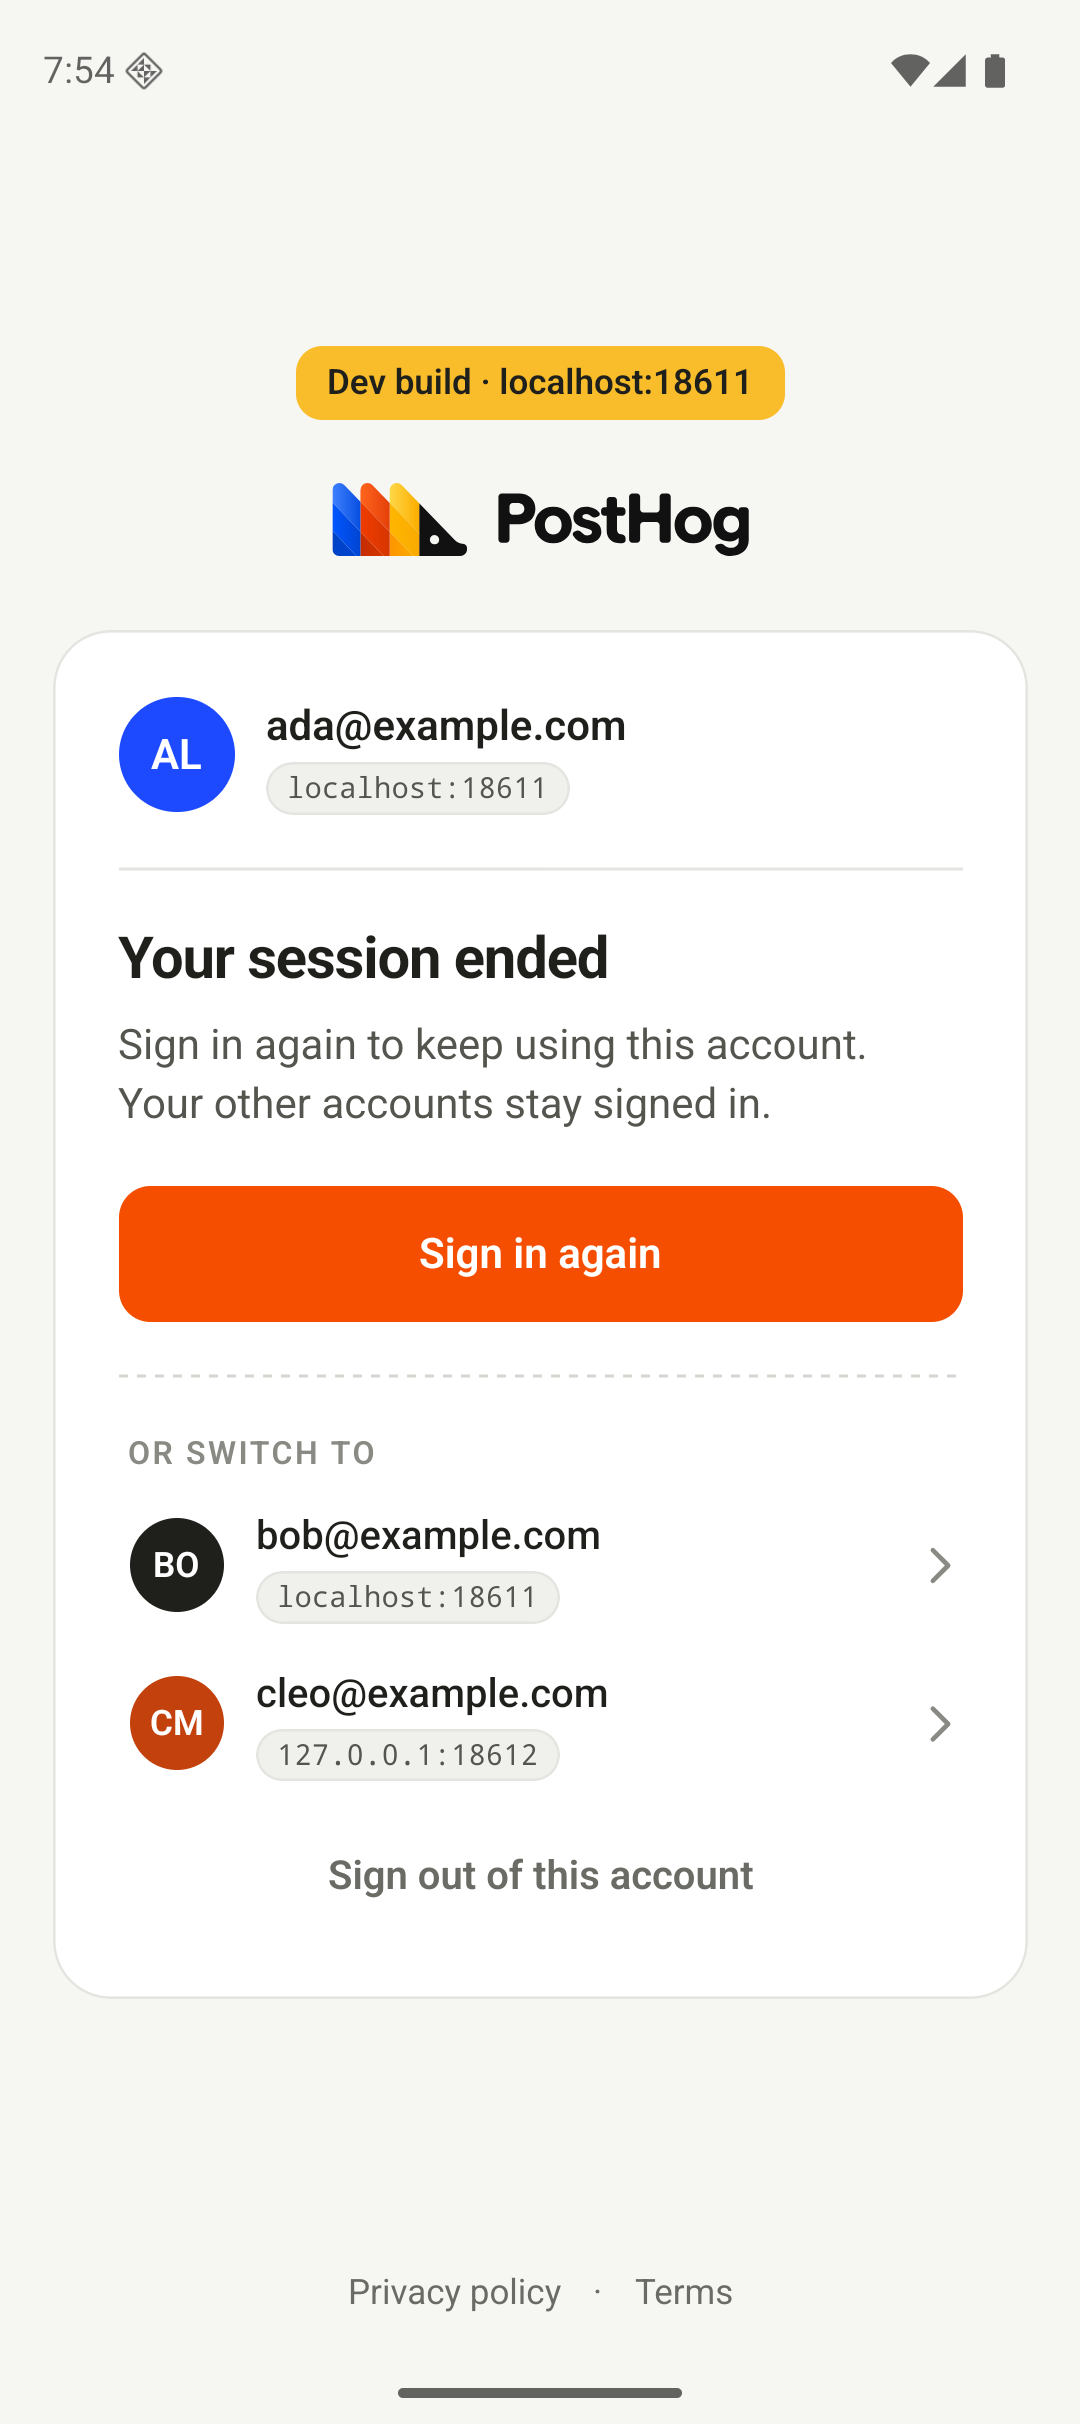 7:54
Dev build · localhost:18611
PostHog
AL
ada@example.com
localhost:18611
Your session ended
Sign in again to keep using this account.
Your other accounts stay signed in.
Sign in again
OR SWITCH TO
BO
bob@example.com
localhost:18611
CM
cleo@example.com
127.0.0.1:18612
Sign out of this account
Privacy policy · Terms